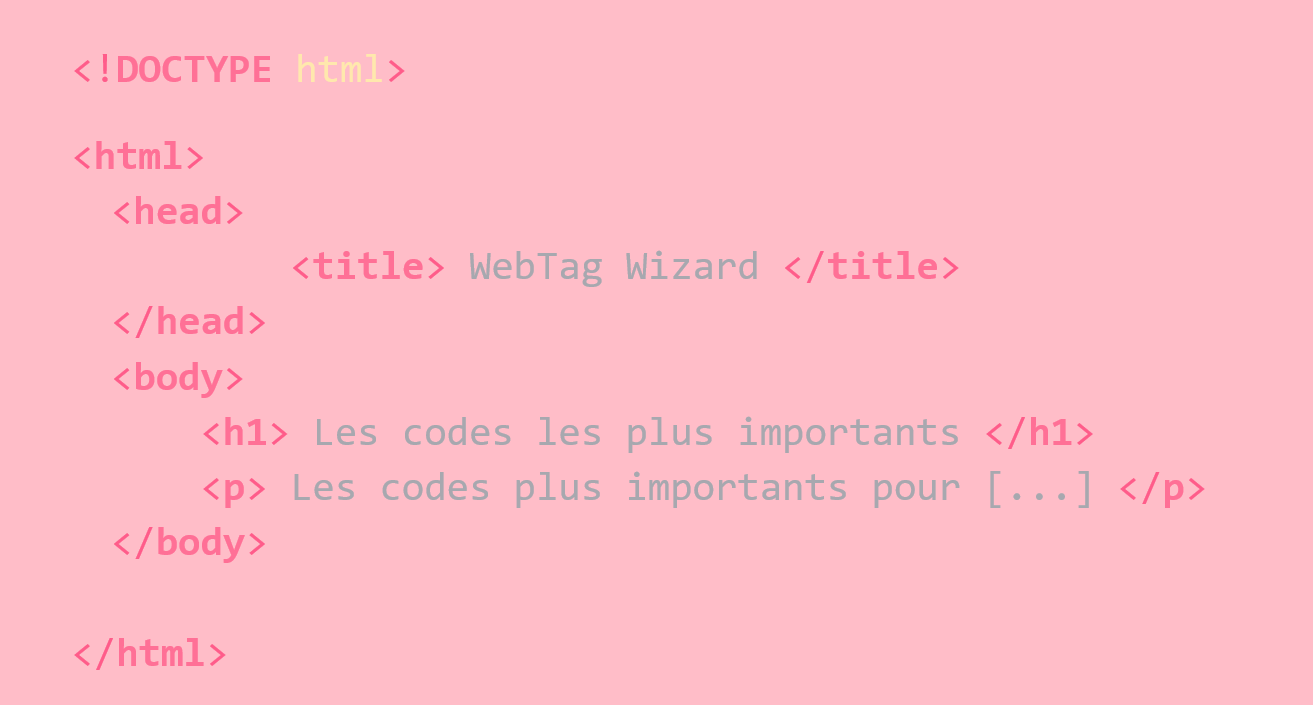 <!DOCTYPE html>
<html>
<head>
<title> WebTag Wizard </title>
</head>
<body>
<h1> Les codes les plus importants </h1>
<p> Les codes plus importants pour [...] </p>
</body>
</html>